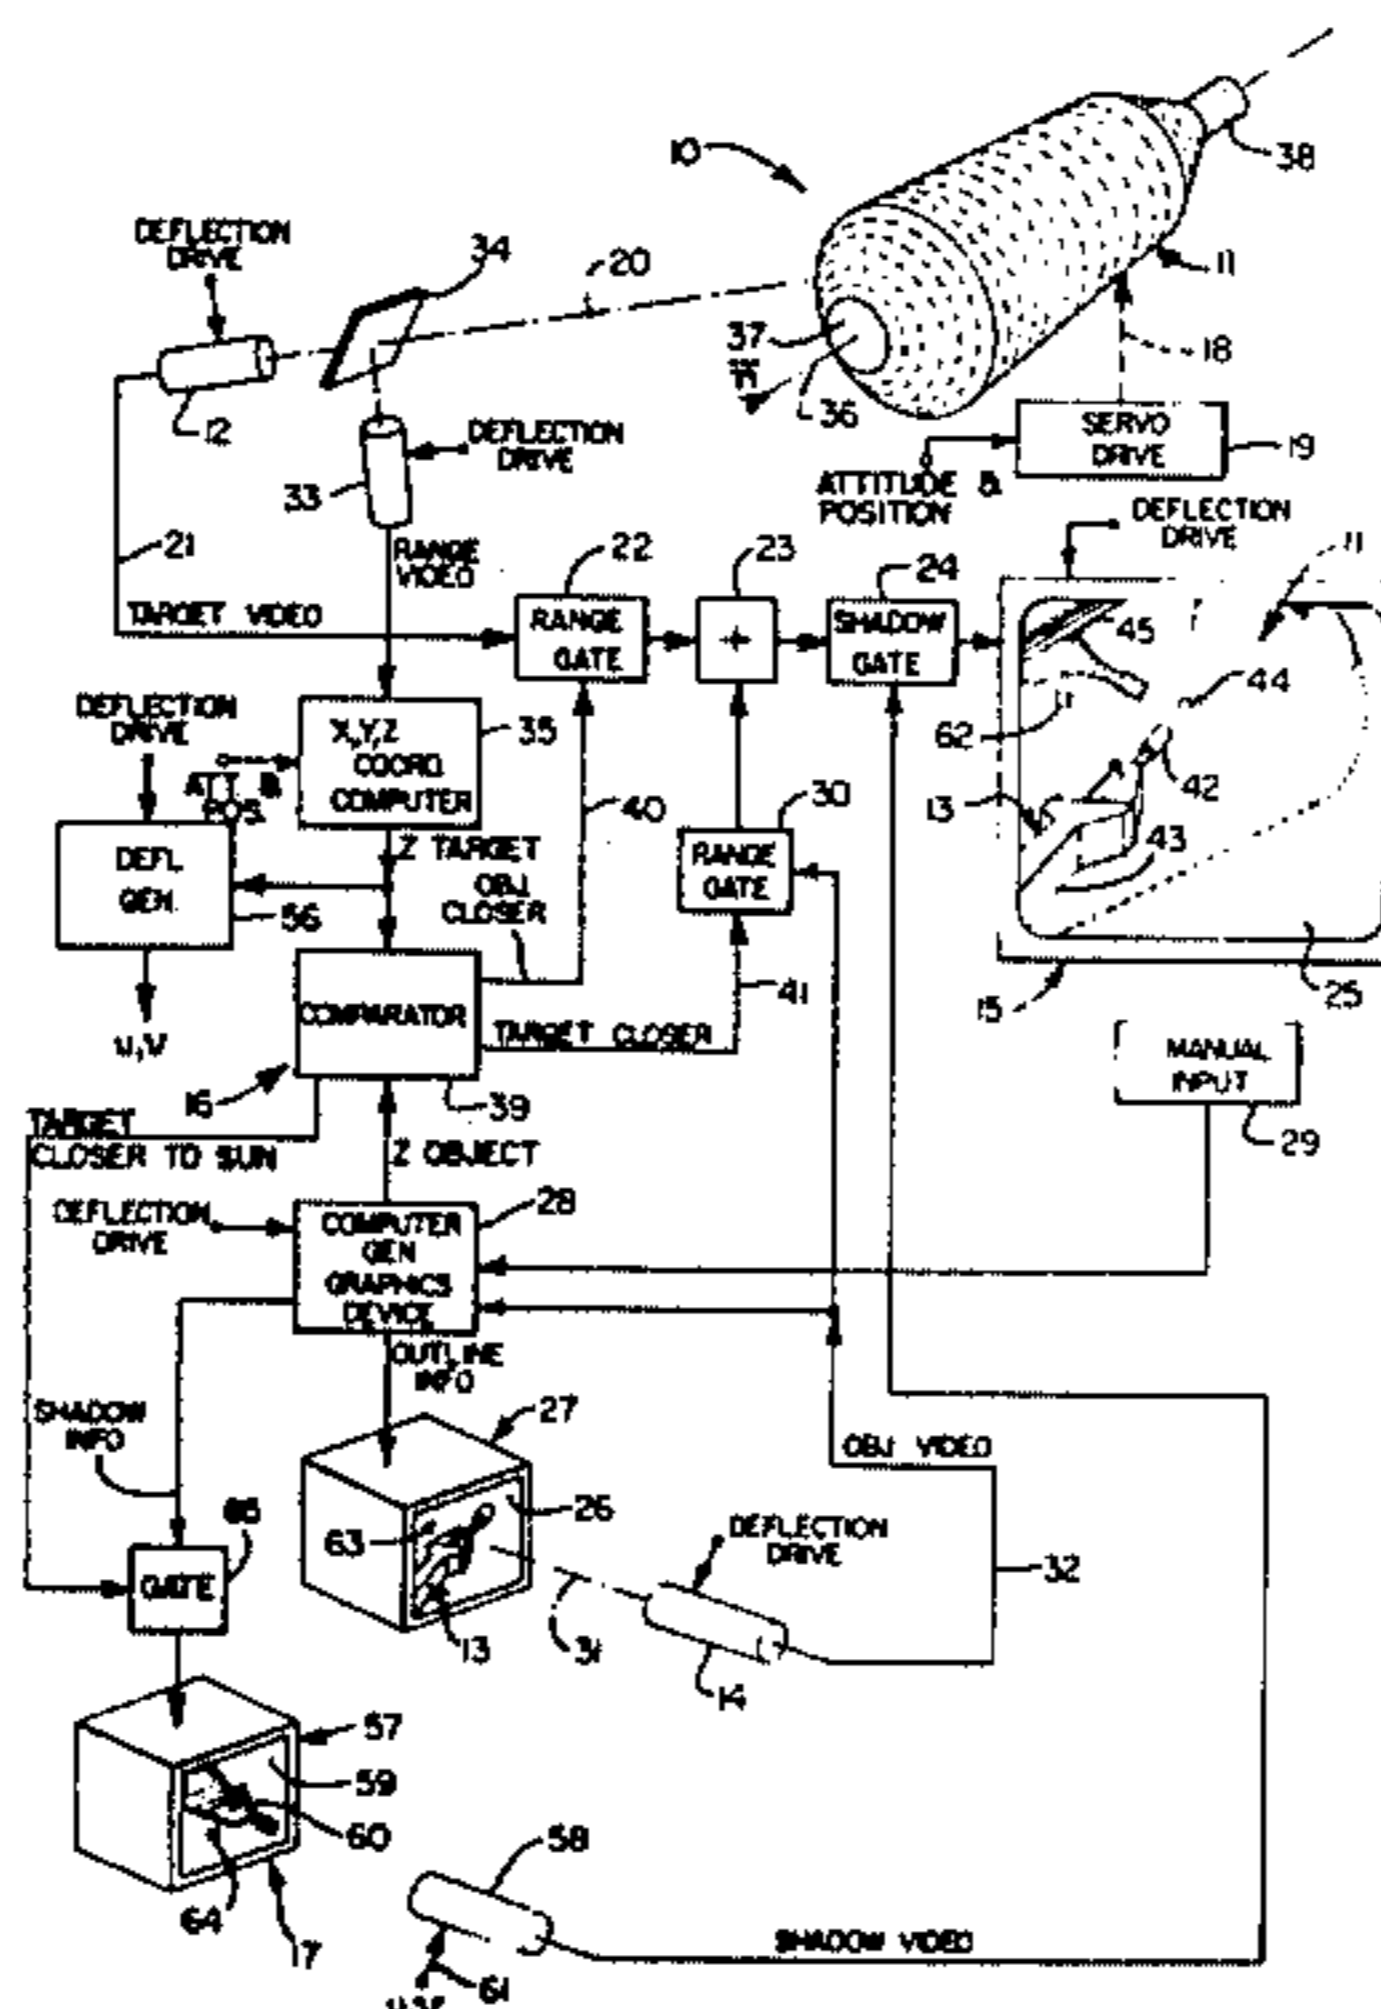 10
38
DEFLECTION
DRIVE
34
20
11
37
18
36
12
DEFLECTION
DRIVE
SERVO
DRIVE
19
33
ATTITUDE &
POSITION
DEFLECTION
DRIVE
21
RANGE
VIDEO
22
23
24
11
TARGET VIDEO
RANGE
GATE
+
SHADOW
GATE
45
44
DEFLECTION
DRIVE
X,Y,Z
COORD.
COMPUTER
35
62
ATT. &
POS.
40
30
42
13
DEFL
GEN.
Z TARGET
RANGE
GATE
43
OBJ.
CLOSER
56
41
25
COMPARATOR
15
TARGET CLOSER
u,v
MANUAL
INPUT
16
39
29
TARGET
CLOSER TO SUN
Z OBJECT
28
DEFLECTION
DRIVE
COMPUTER
GEN
GRAPHICS
DEVICE
OUTLINE
INFO
27
SHADOW
INFO
OBJ. VIDEO
26
63
DEFLECTION
DRIVE
32
GATE
13
31
14
57
59
60
58
64
17
SHADOW VIDEO
61